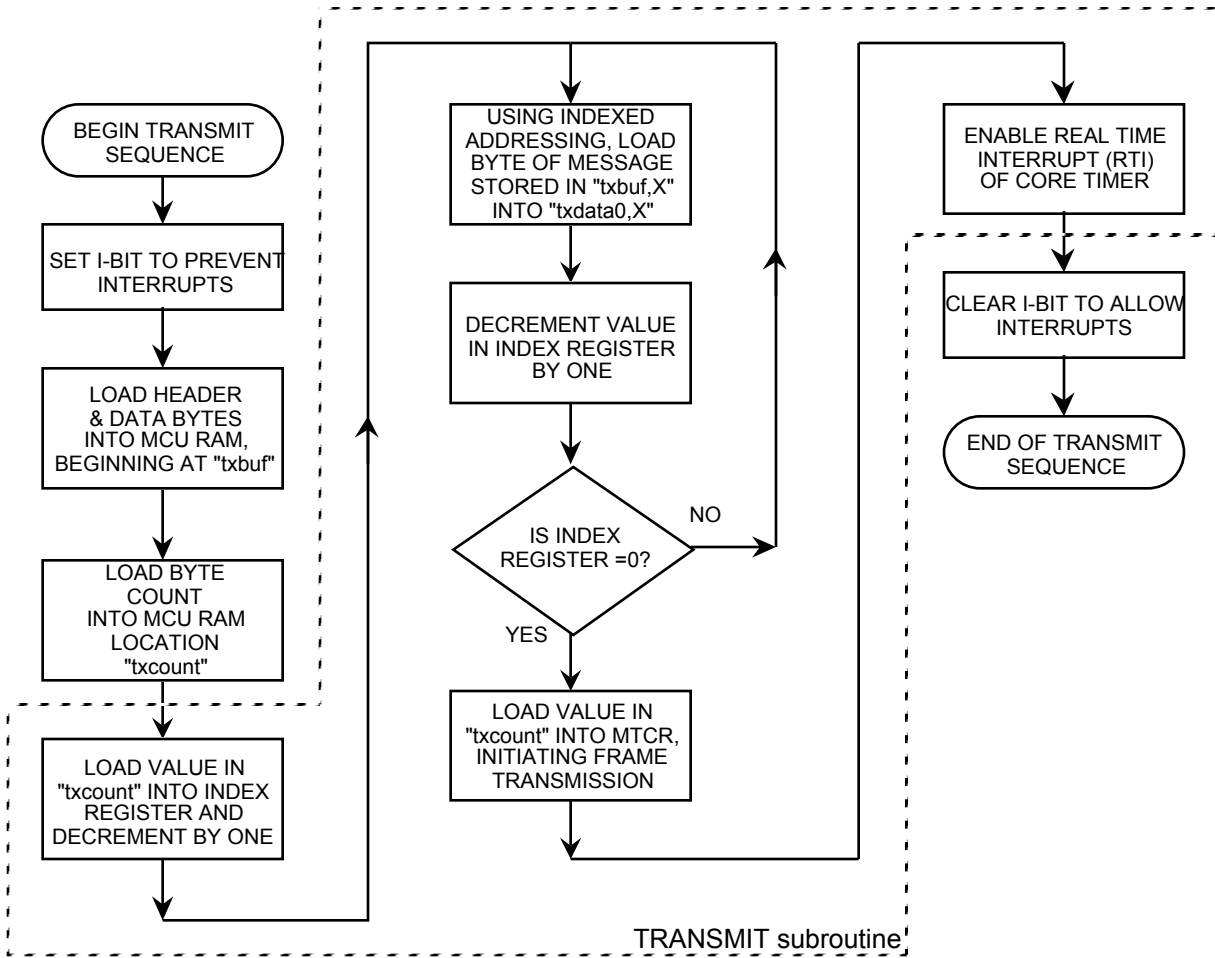 BEGIN TRANSMIT
SEQUENCE
SET I-BIT TO PREVENT
INTERRUPTS
LOAD HEADER
& DATA BYTES
INTO MCU RAM,
BEGINNING AT "txbuf"
LOAD BYTE
COUNT
INTO MCU RAM
LOCATION
"txcount"
LOAD VALUE IN
"txcount" INTO INDEX
REGISTER AND
DECREMENT BY ONE
USING INDEXED
ADDRESSING, LOAD
BYTE OF MESSAGE
STORED IN "txbuf,X"
INTO "txdata0,X"
DECREMENT VALUE
IN INDEX REGISTER
BY ONE
IS INDEX
REGISTER =0?
NO
YES
LOAD VALUE IN
"txcount" INTO MTCR,
INITIATING FRAME
TRANSMISSION
ENABLE REAL TIME
INTERRUPT (RTI)
OF CORE TIMER
CLEAR I-BIT TO ALLOW
INTERRUPTS
END OF TRANSMIT
SEQUENCE
TRANSMIT subroutine